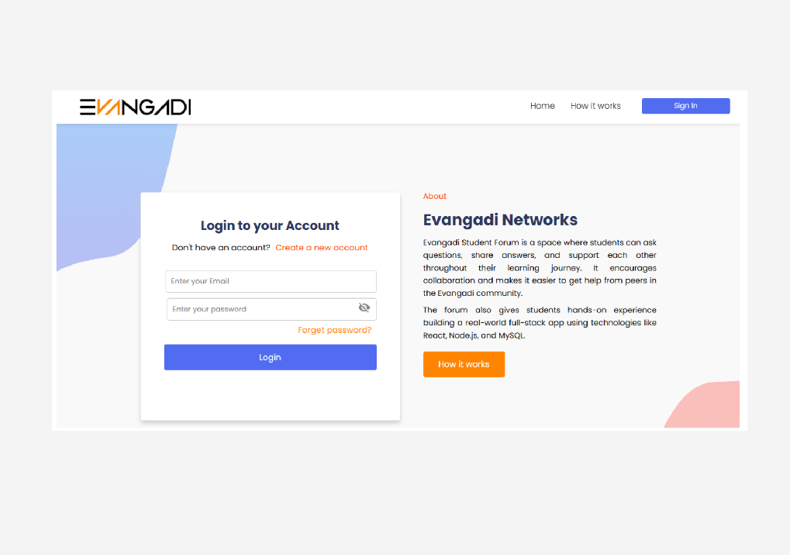 EVANGADI
Home How it works Sign In
Login to your Account
Don't have an account? Create a new account
Enter your Email
Enter your password
Forget password?
Login
About
Evangadi Networks
Evangadi Student Forum is a space where students can ask
questions, share answers, and support each other
throughout their learning journey. It encourages
collaboration and makes it easier to get help from peers in
the Evangadi community.
The forum also gives students hands-on experience
building a real-world full-stack app using technologies like
React, Node.js, and MySQL.
How it works